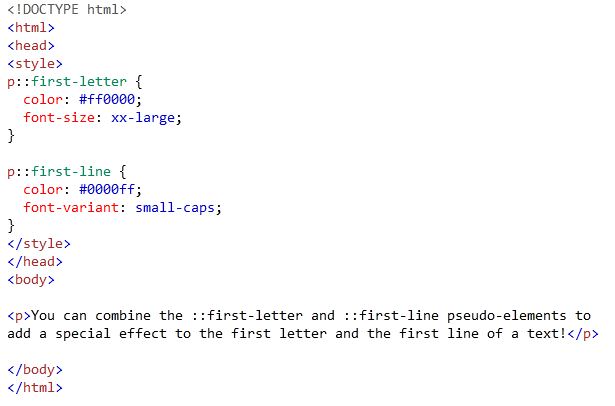 <!DOCTYPE html>
<html>
<head>
<style>
p::first-letter {
  color: #ff0000;
  font-size: xx-large;
}

p::first-line {
  color: #0000ff;
  font-variant: small-caps;
}
</style>
</head>
<body>

<p>You can combine the ::first-letter and ::first-line pseudo-elements to
add a special effect to the first letter and the first line of a text!</p>

</body>
</html>